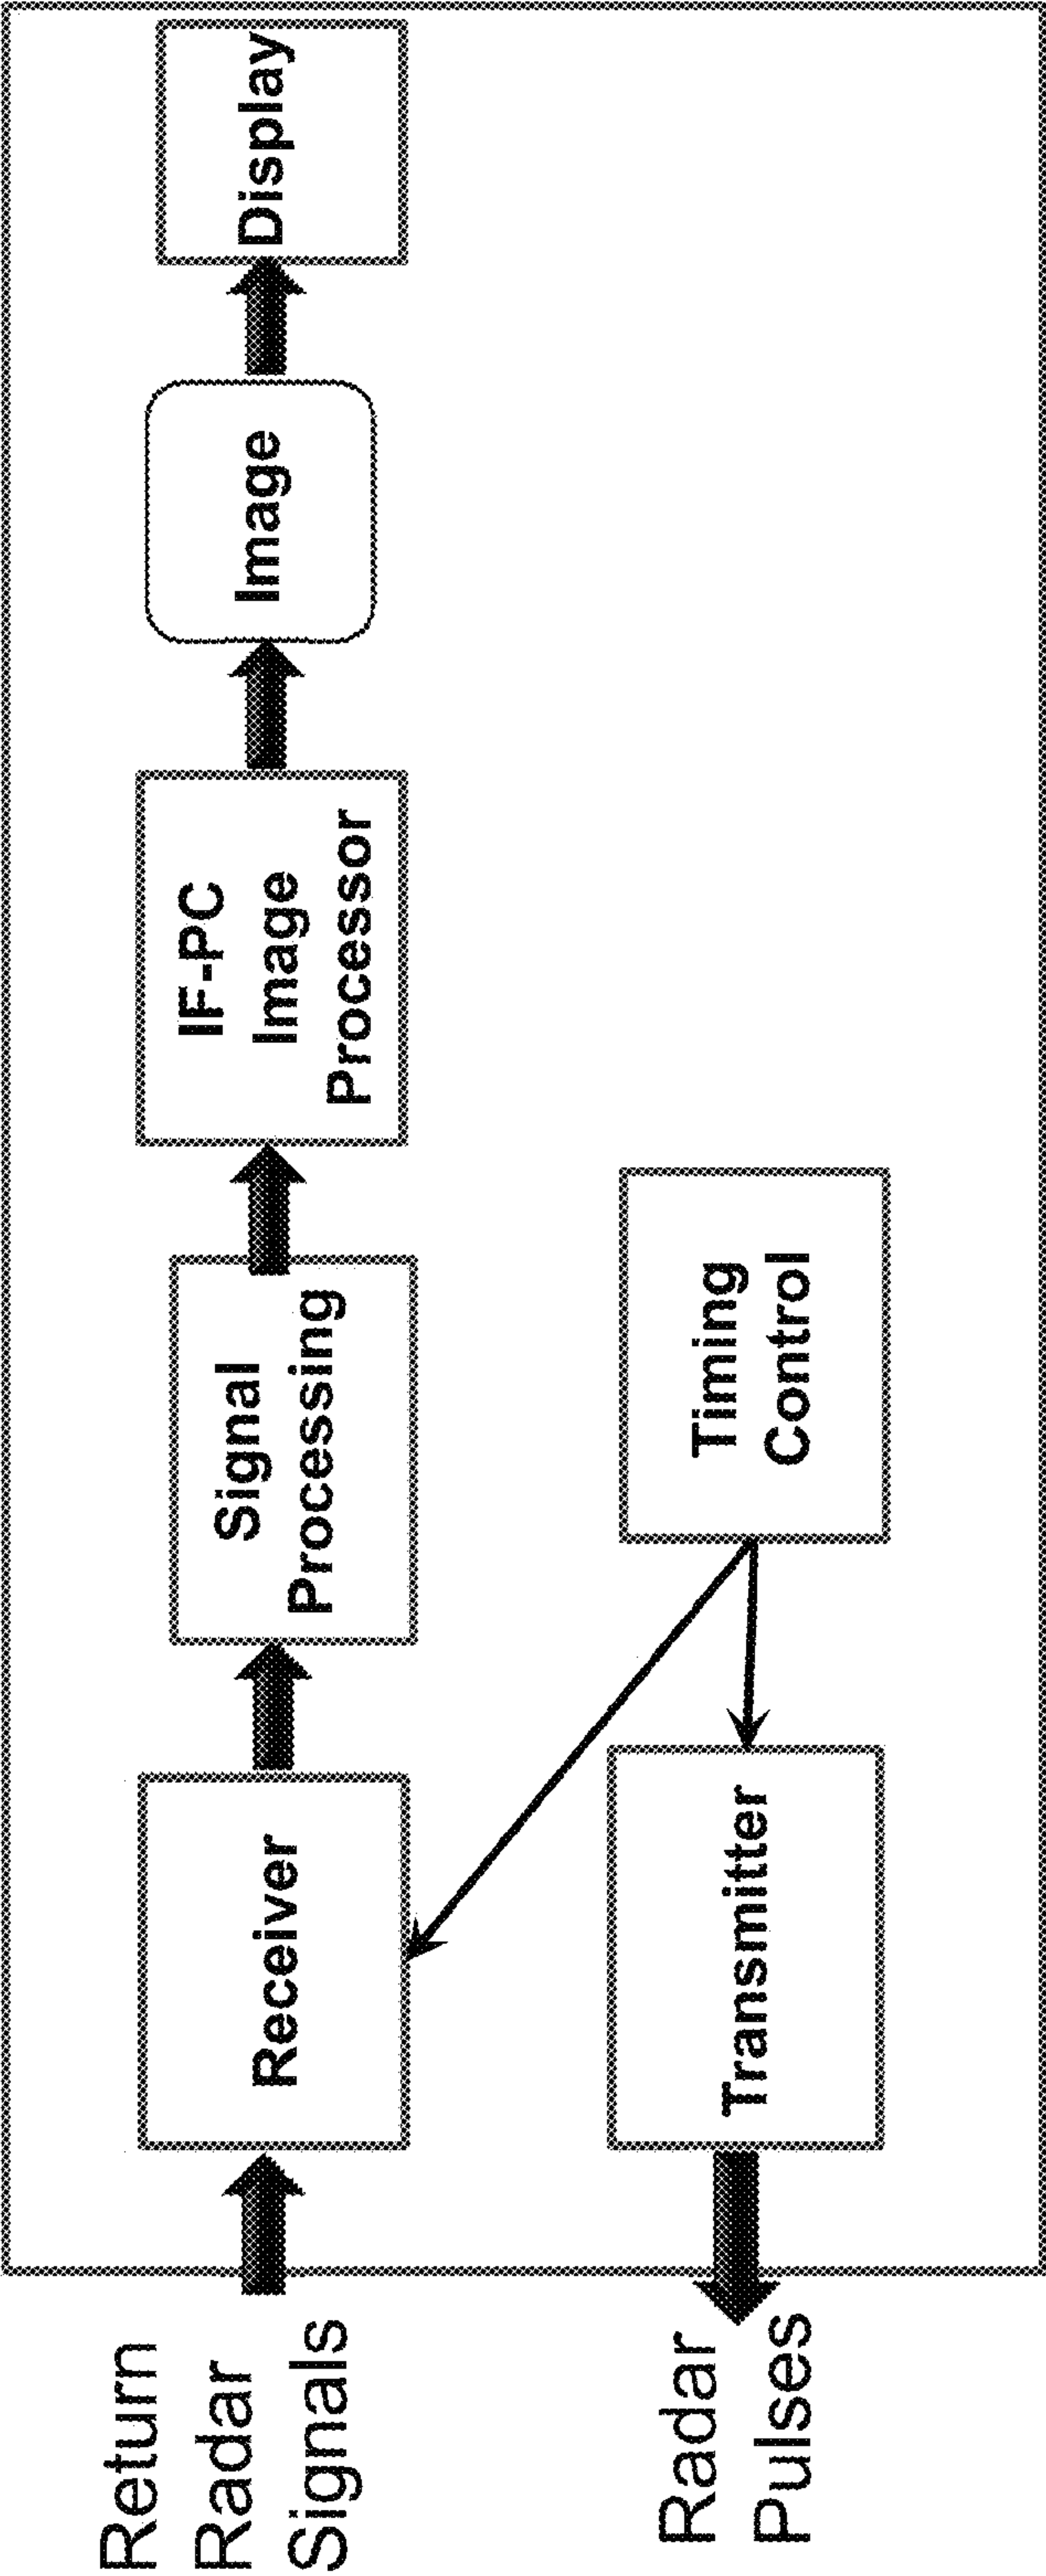 Return
Radar
Signals
Receiver
Signal
Processing
IF-PC
Image
Processor
Image
Display
Radar
Pulses
Transmitter
Timing
Control